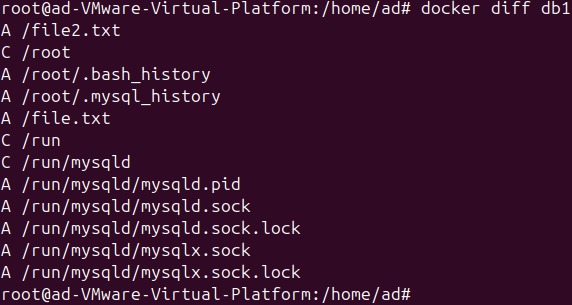 root@ad-VMware-Virtual-Platform:/home/ad# docker diff db1
A /file2.txt
C /root
A /root/.bash_history
A /root/.mysql_history
A /file.txt
C /run
C /run/mysqld
A /run/mysqld/mysqld.pid
A /run/mysqld/mysqld.sock
A /run/mysqld/mysqld.sock.lock
A /run/mysqld/mysqlx.sock
A /run/mysqld/mysqlx.sock.lock
root@ad-VMware-Virtual-Platform:/home/ad#